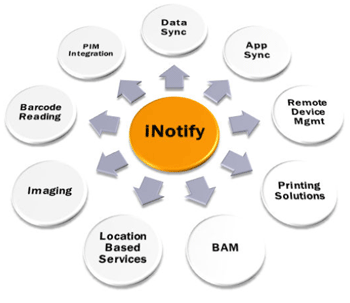 Data
Sync
App
Sync
Remote
Device
Mgmt
Printing
Solutions
BAM
Location
Based
Services
Imaging
Barcode
Reading
PIM
Integration
iNotify